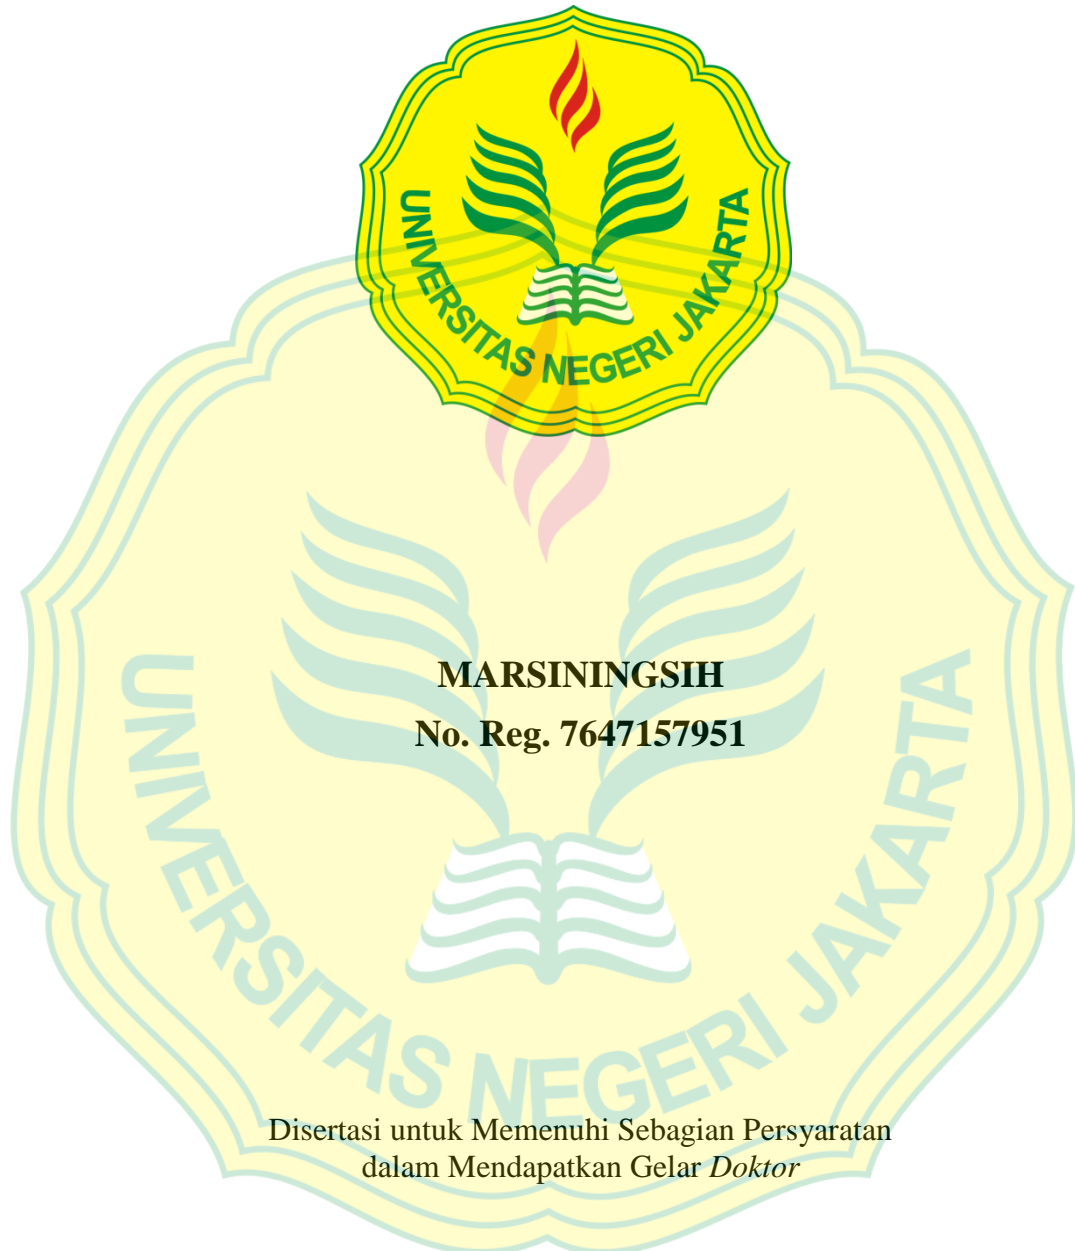 UNIVERSITAS NEGERI JAKARTA
MARSININGSIH
No. Reg. 7647157951
UNIVERSITAS NEGERI JAKARTA
Disertasi untuk Memenuhi Sebagian Persyaratan
dalam Mendapatkan Gelar Doktor